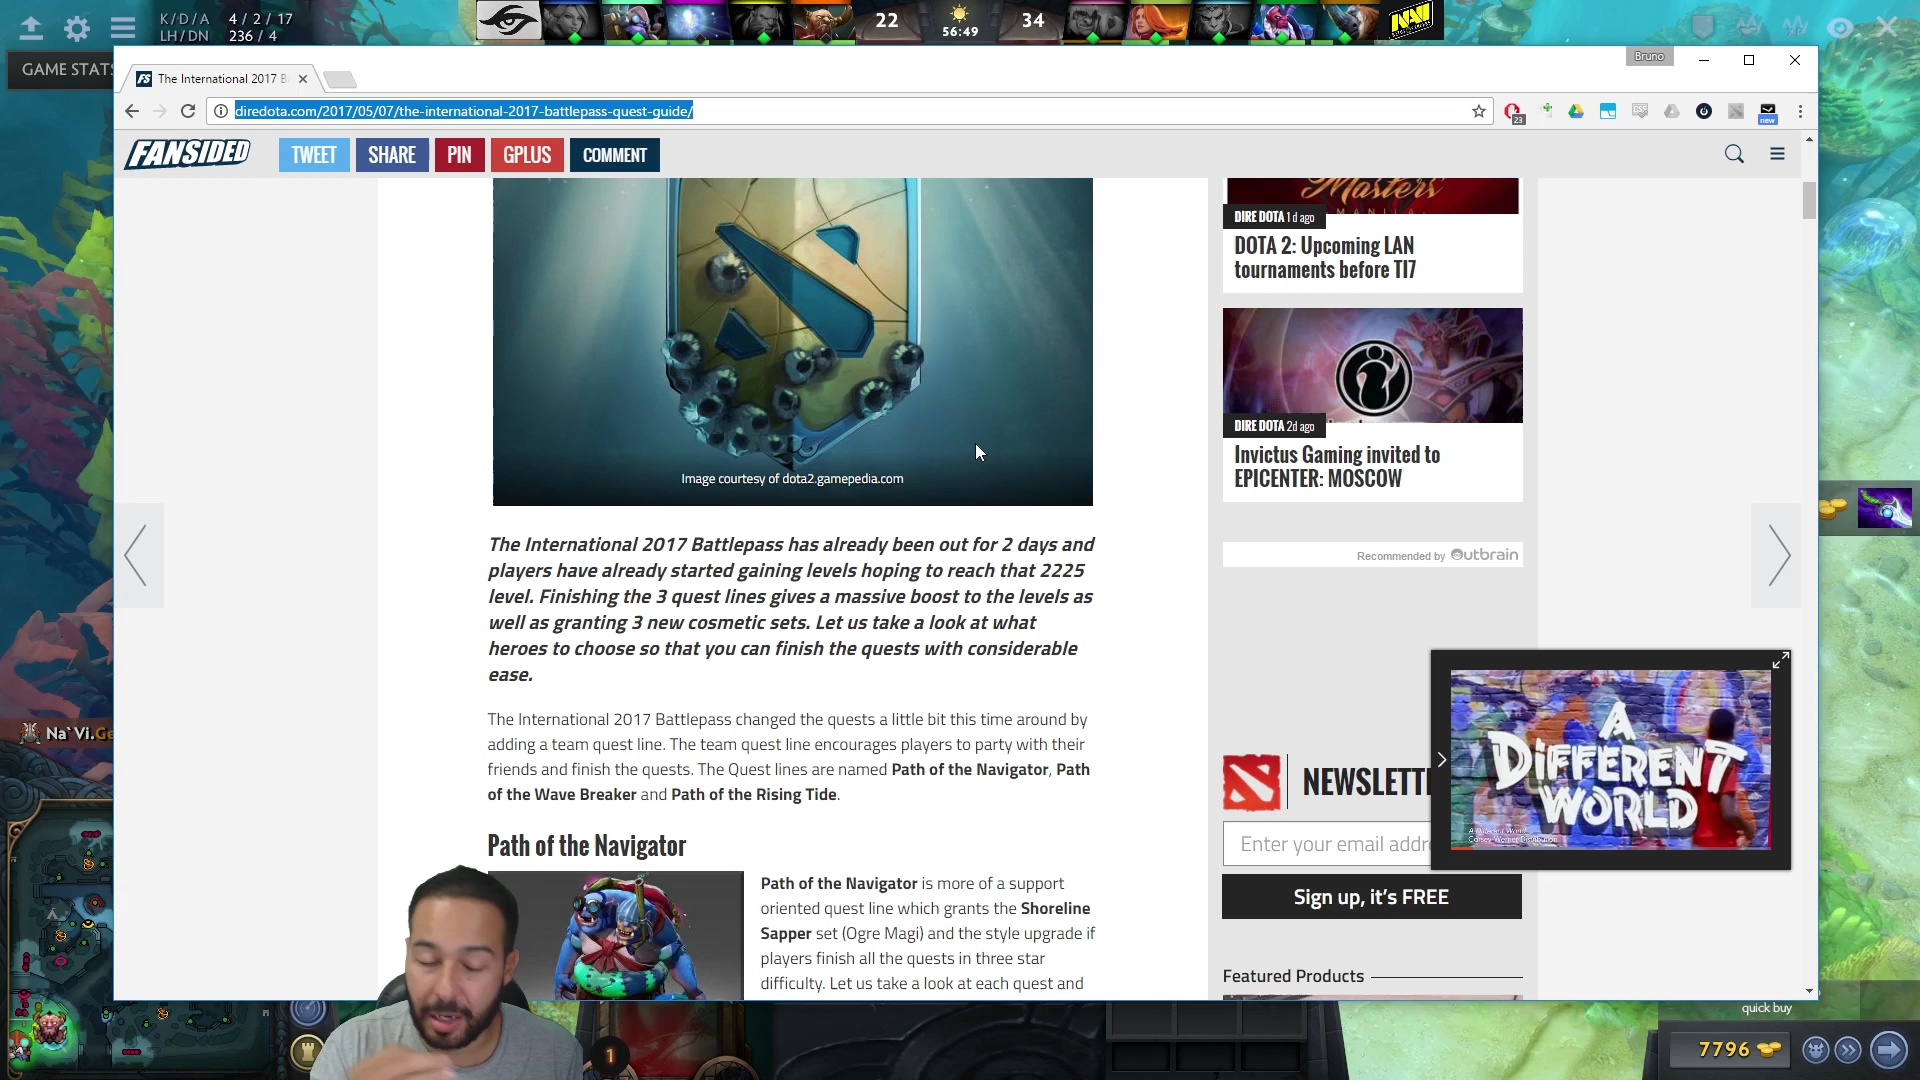 K / D / A 4 / 2 / 17
LH / DN 236 / 4
22
56:49
34
GAME STATS
Bruno
The International 2017 B
diredota.com/2017/05/07/the-international-2017-battlepass-quest-guide/
23
new
FANSIDED
TWEET
SHARE
PIN
GPLUS
COMMENT
Image courtesy of dota2.gamepedia.com
The International 2017 Battlepass has already been out for 2 days and
players have already started gaining levels hoping to reach that 2225
level. Finishing the 3 quest lines gives a massive boost to the levels as
well as granting 3 new cosmetic sets. Let us take a look at what
heroes to choose so that you can finish the quests with considerable
ease.
The International 2017 Battlepass changed the quests a little bit this time around by
adding a team quest line. The team quest line encourages players to party with their
friends and finish the quests. The Quest lines are named Path of the Navigator, Path
of the Wave Breaker and Path of the Rising Tide.
Path of the Navigator
Path of the Navigator is more of a support
oriented quest line which grants the Shoreline
Sapper set (Ogre Magi) and the style upgrade if
players finish all the quests in three star
difficulty. Let us take a look at each quest and
Masters
MANILA
DIRE DOTA 1d ago
DOTA 2: Upcoming LAN
tournaments before TI7
DIRE DOTA 2d ago
Invictus Gaming invited to
EPICENTER: MOSCOW
Recommended by Outbrain
NEWSLETT
Enter your email addr
Sign up, it's FREE
Featured Products
A
DIFFERENT
WORLD
A Different World
Carsey-Werner Distribution
Na`Vi.Ge
1
quick buy
7796